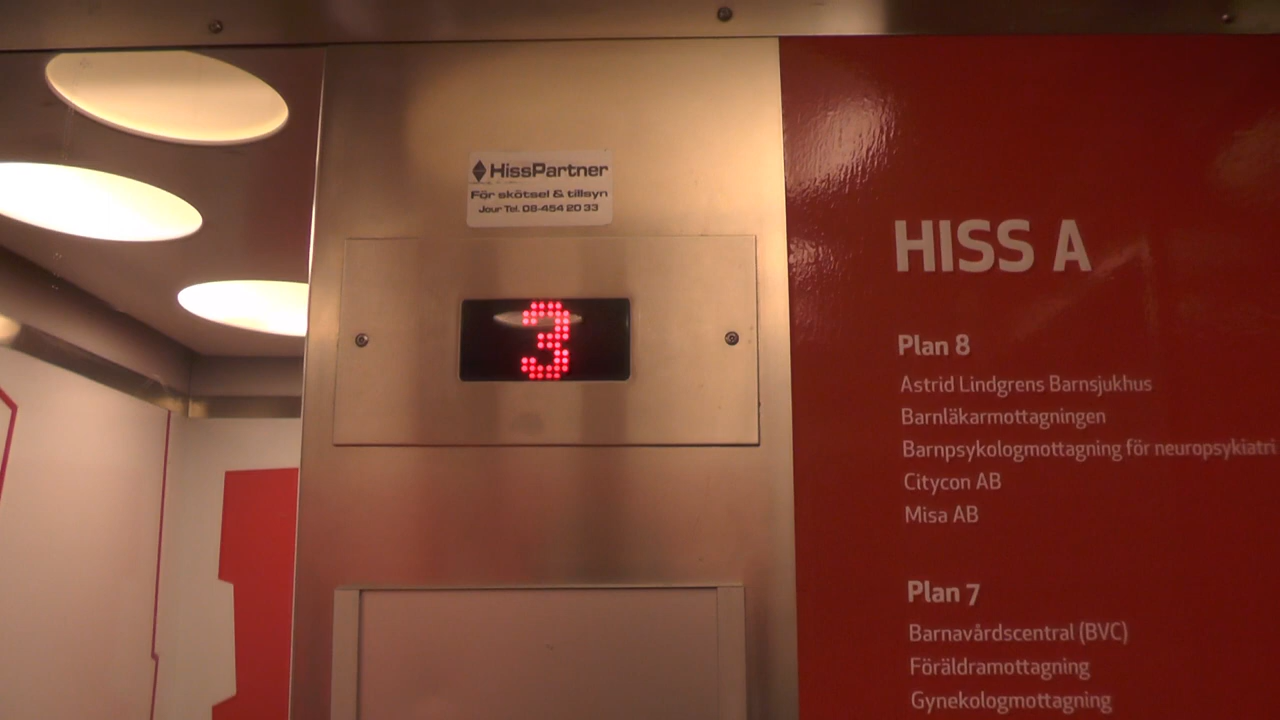 HissPartner
För skötsel & tillsyn
Jour Tel. 08-454 20 33
3
HISS A
Plan 8
Astrid Lindgrens Barnsjukhus
Barnläkarmottagningen
Barnpsykologmottagning för neuropsykiatri
Citycon AB
Misa AB
Plan 7
Barnavårdscentral (BVC)
Föräldramottagning
Gynekologmottagning